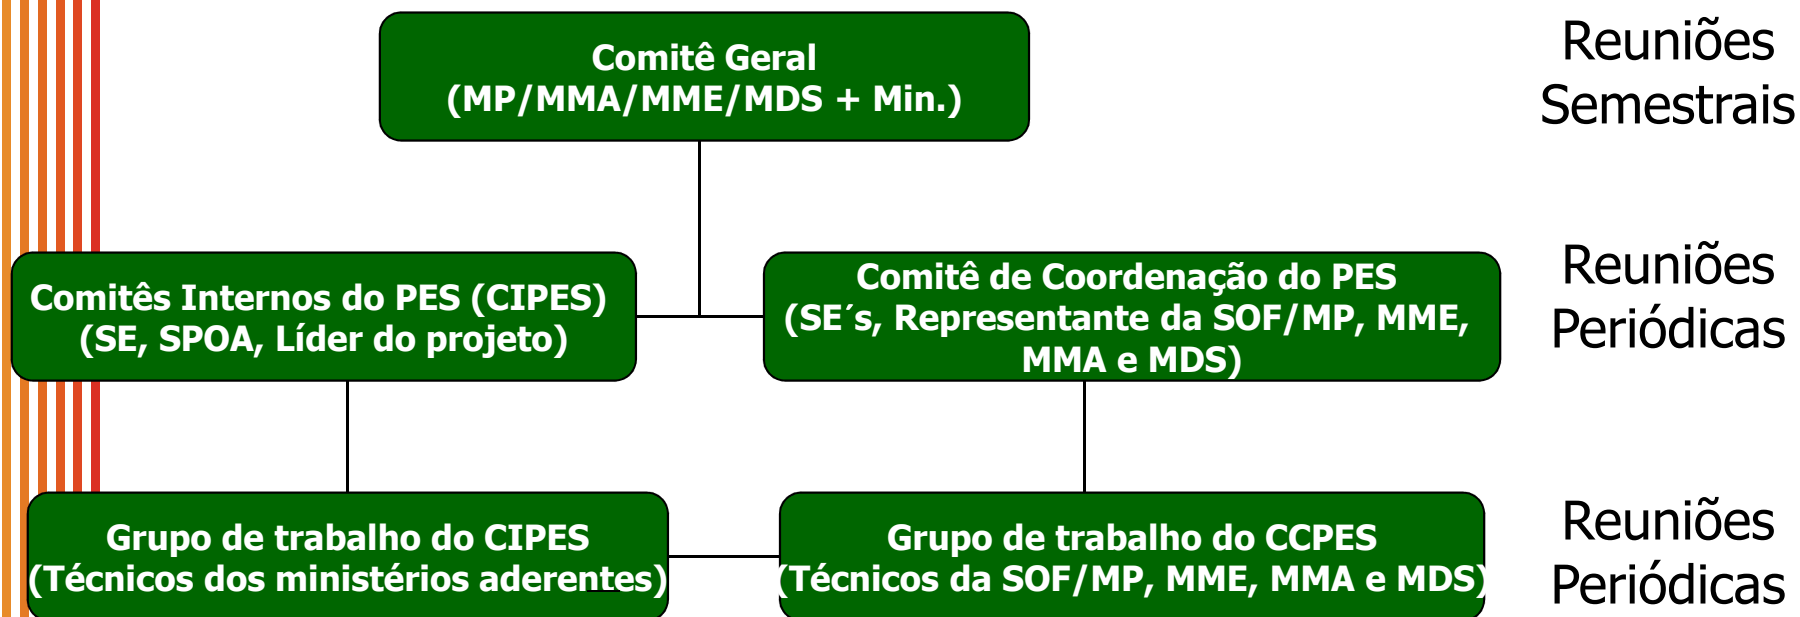 Comitê Geral
(MP/MMA/MME/MDS + Min.)
Reuniões
Semestrais
Comitês Internos do PES (CIPES)
(SE, SPOA, Líder do projeto)
Comitê de Coordenação do PES
(SE´s, Representante da SOF/MP, MME,
MMA e MDS)
Reuniões
Periódicas
Grupo de trabalho do CIPES
(Técnicos dos ministérios aderentes)
Grupo de trabalho do CCPES
(Técnicos da SOF/MP, MME, MMA e MDS)
Reuniões
Periódicas